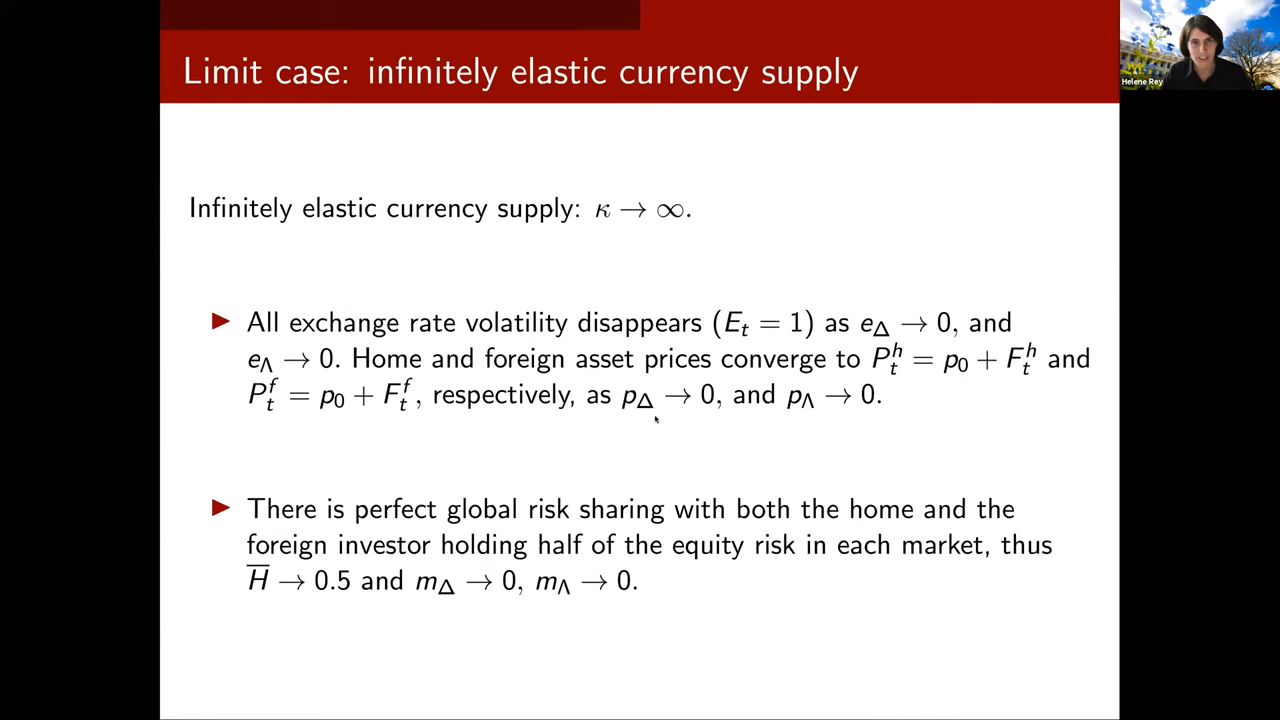 Limit case: infinitely elastic currency supply
Helene Rey
Infinitely elastic currency supply: κ → ∞.
▶ All exchange rate volatility disappears (E_t = 1) as e_Δ → 0, and
e_Λ → 0. Home and foreign asset prices converge to P_t^h = p_0 + F_t^h and
P_t^f = p_0 + F_t^f, respectively, as p_Δ → 0, and p_Λ → 0.
▶ There is perfect global risk sharing with both the home and the
foreign investor holding half of the equity risk in each market, thus
H̅ → 0.5 and m_Δ → 0, m_Λ → 0.